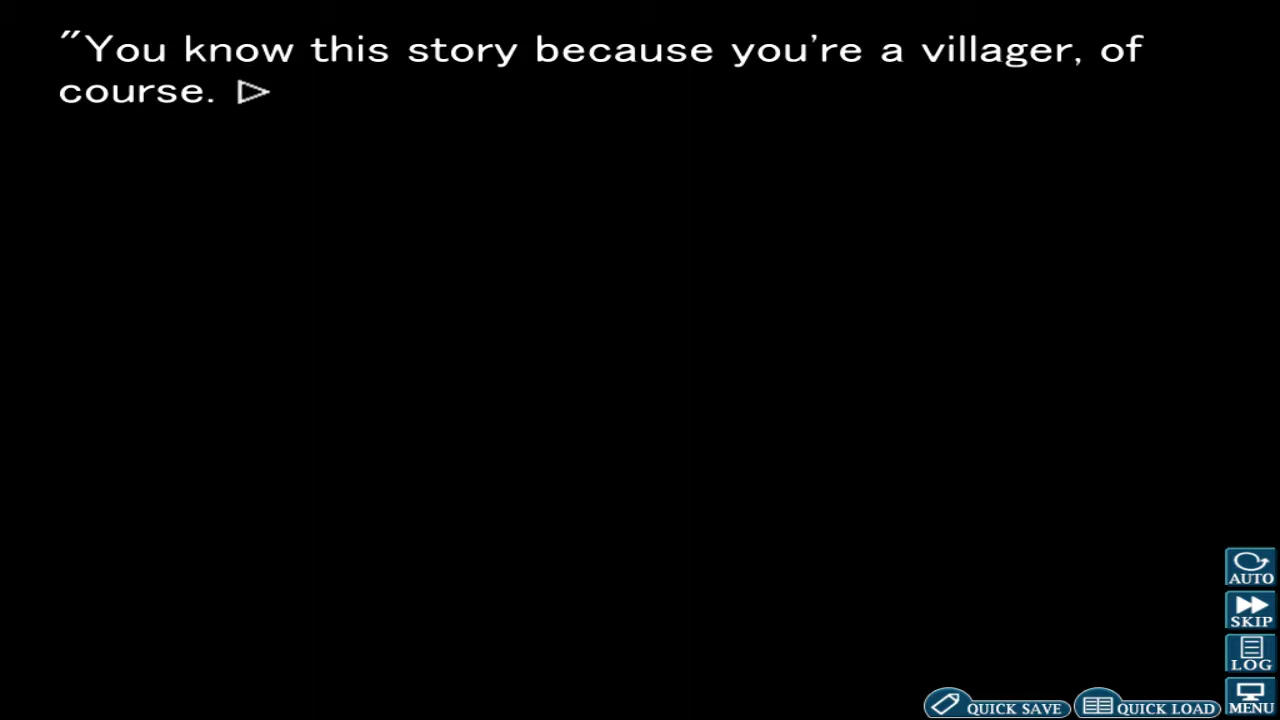 "You know this story because you're a villager, of
course. ▷
AUTO
SKIP
LOG
QUICK SAVE QUICK LOAD MENU